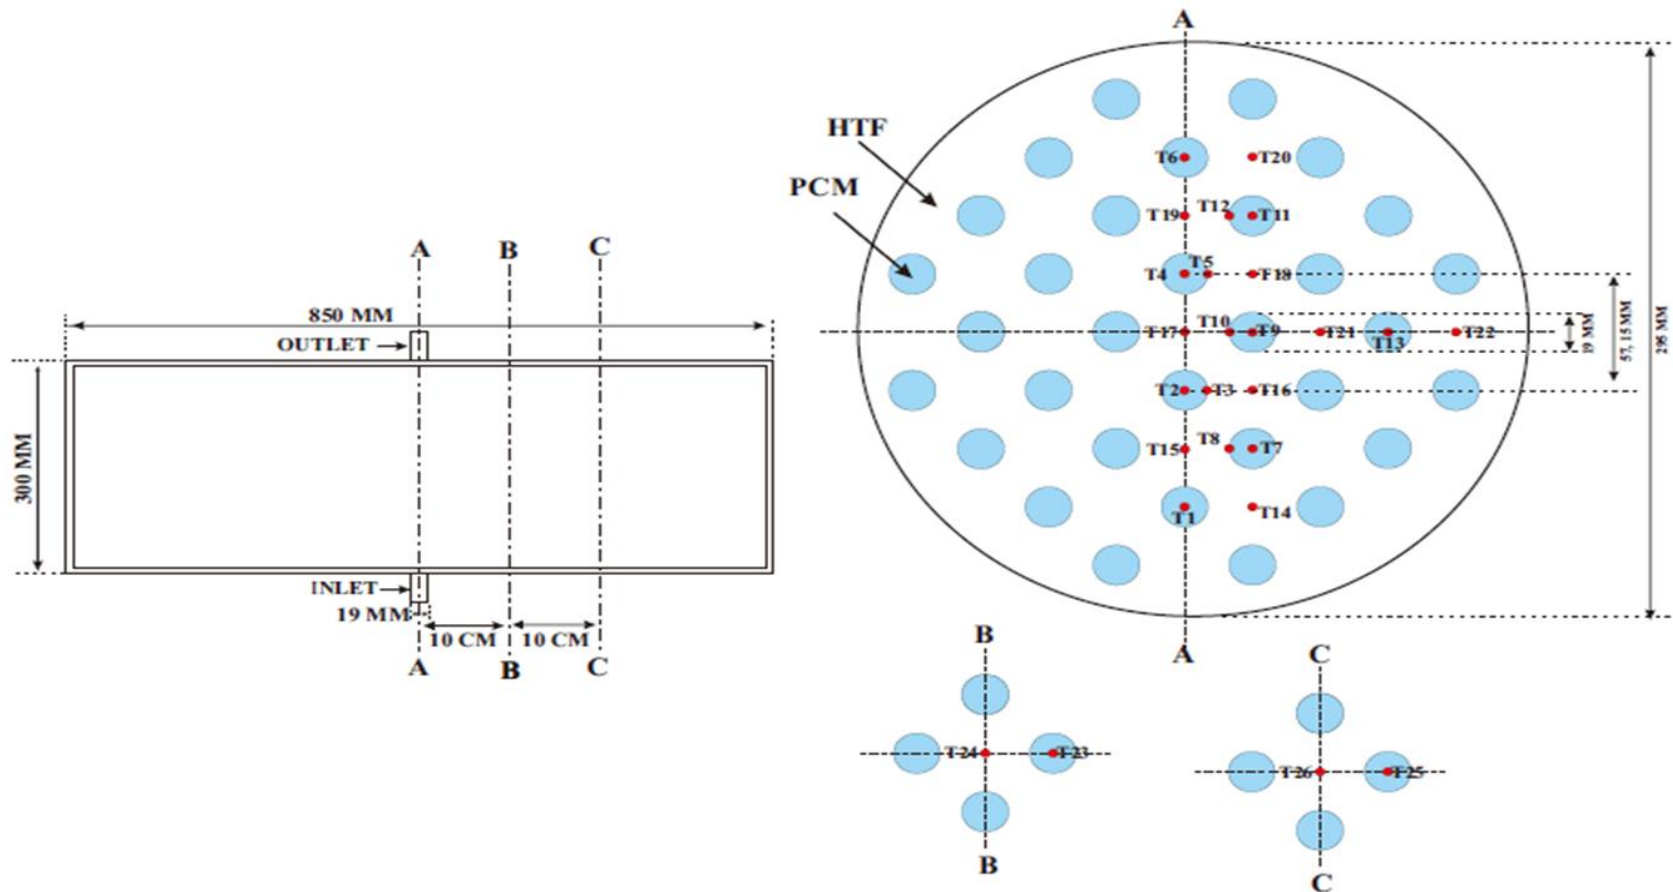 A
HTF
PCM
T6
T20
T19
T12
T11
T4
T5
T18
T17
T10
T9
T21
T13
T22
T2
T3
T16
T15
T8
T7
T1
T14
19 MM
57, 15 MM
295 MM
A
A
B
C
850 MM
OUTLET
300 MM
INLET
19 MM
10 CM
10 CM
A
B
C
B
T24
T23
B
C
T26
T25
C